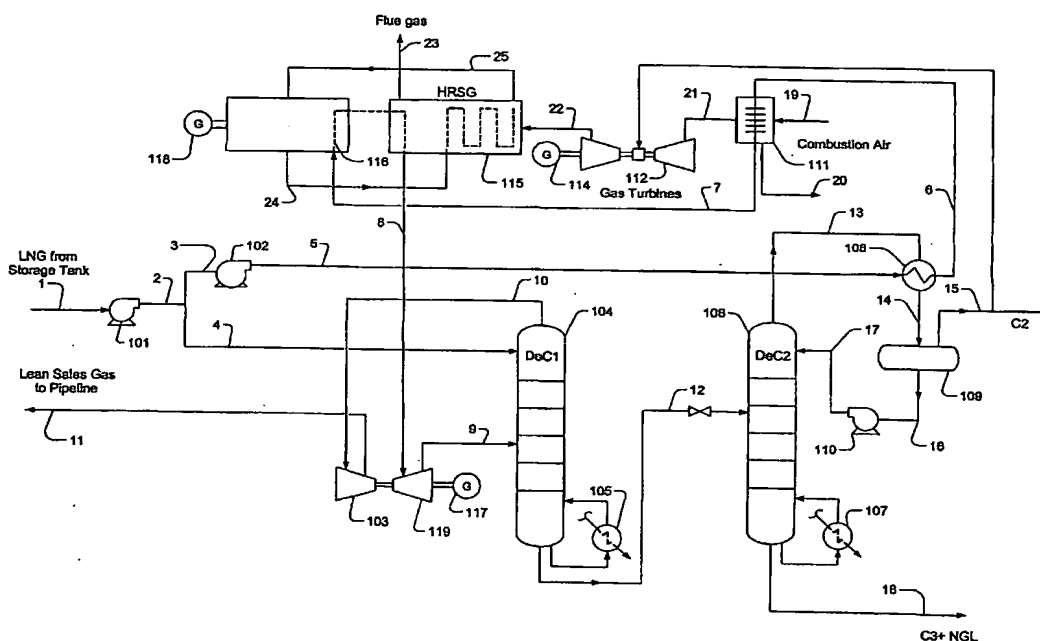 Flue gas
23
25
HRSG
G
118
116
115
24
22
21
19
Combustion Air
G
114
112
Gas Turbines
111
20
7
6
8
13
LNG from
Storage Tank
1
2
3
102
5
101
4
10
104
DeC1
108
DeC2
108
14
15
C2
17
109
110
16
12
Lean Sales Gas
to Pipeline
11
9
G
103
119
117
105
107
18
C3+ NGL